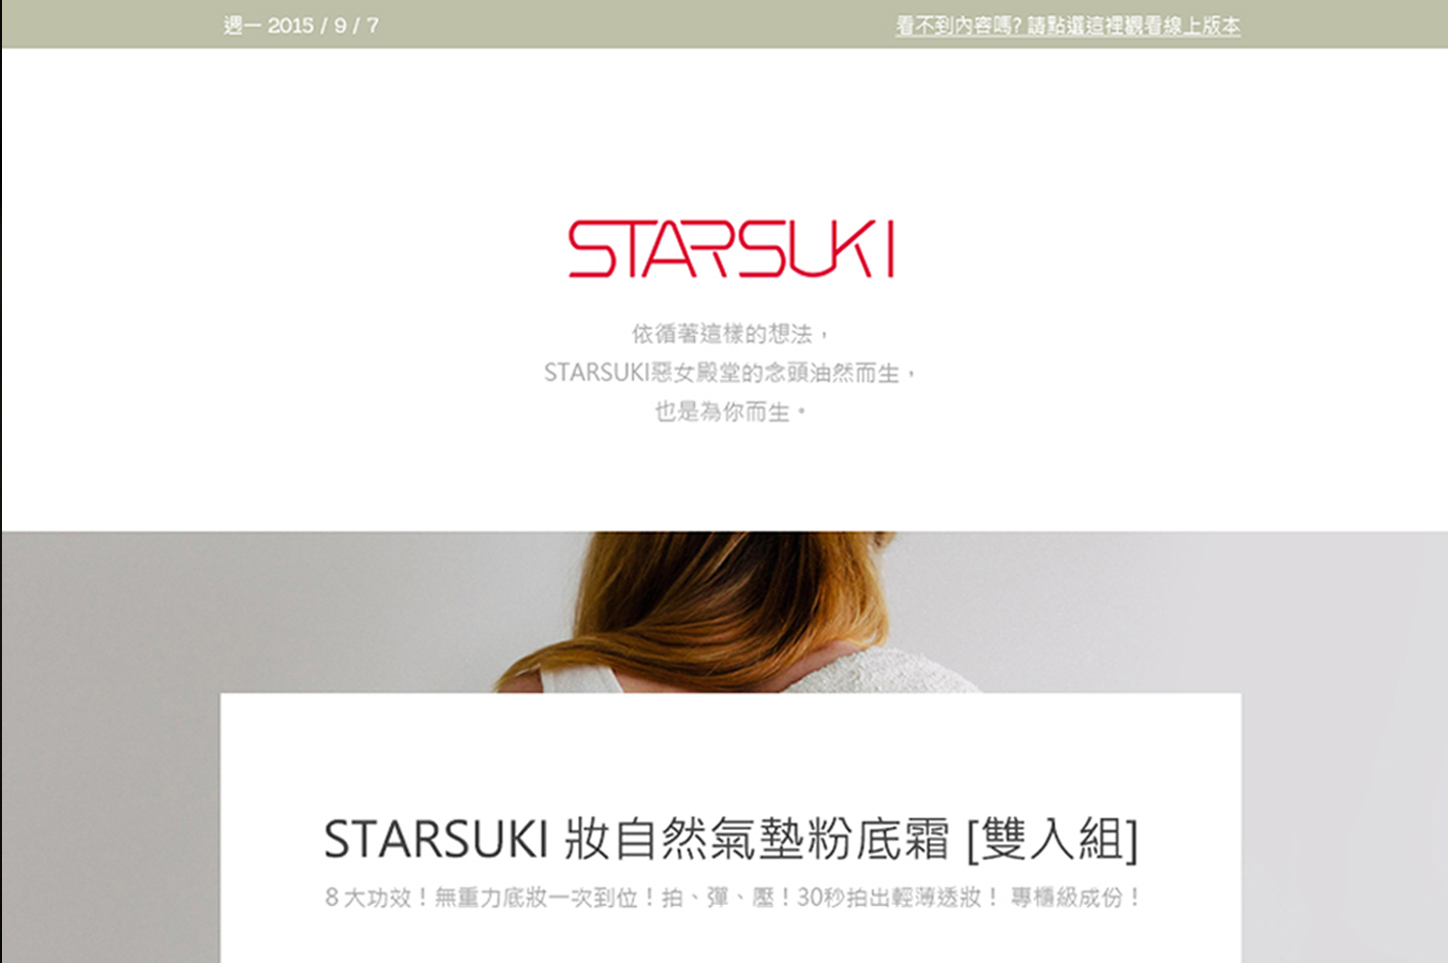 週一 2015 / 9 / 7
看不到內容嗎? 請點選這裡觀看線上版本
STARSUKI
依循著這樣的想法，
STARSUKI惡女殿堂的念頭油然而生，
也是為你而生。
STARSUKI 妝自然氣墊粉底霜 [雙入組]
8 大功效！無重力底妝一次到位！拍、彈、壓！30秒拍出輕薄透妝！ 專櫃級成份！